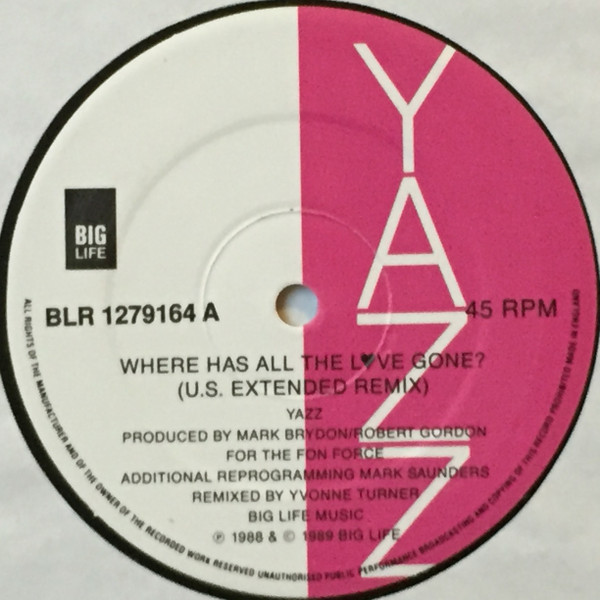 YAZZ
BIG
LIFE
BLR 1279164 A
45 RPM
WHERE HAS ALL THE L♥VE GONE?
(U.S. EXTENDED REMIX)
YAZZ
PRODUCED BY MARK BRYDON/ROBERT GORDON
FOR THE FON FORCE
ADDITIONAL REPROGRAMMING MARK SAUNDERS
REMIXED BY YVONNE TURNER
BIG LIFE MUSIC
℗ 1988 & © 1989 BIG LIFE
ALL RIGHTS OF THE MANUFACTURER AND OF THE OWNER OF THE RECORDED WORK RESERVED UNAUTHORISED PUBLIC PERFORMANCE BROADCASTING AND COPYING OF THIS RECORD PROHIBITED MADE IN ENGLAND